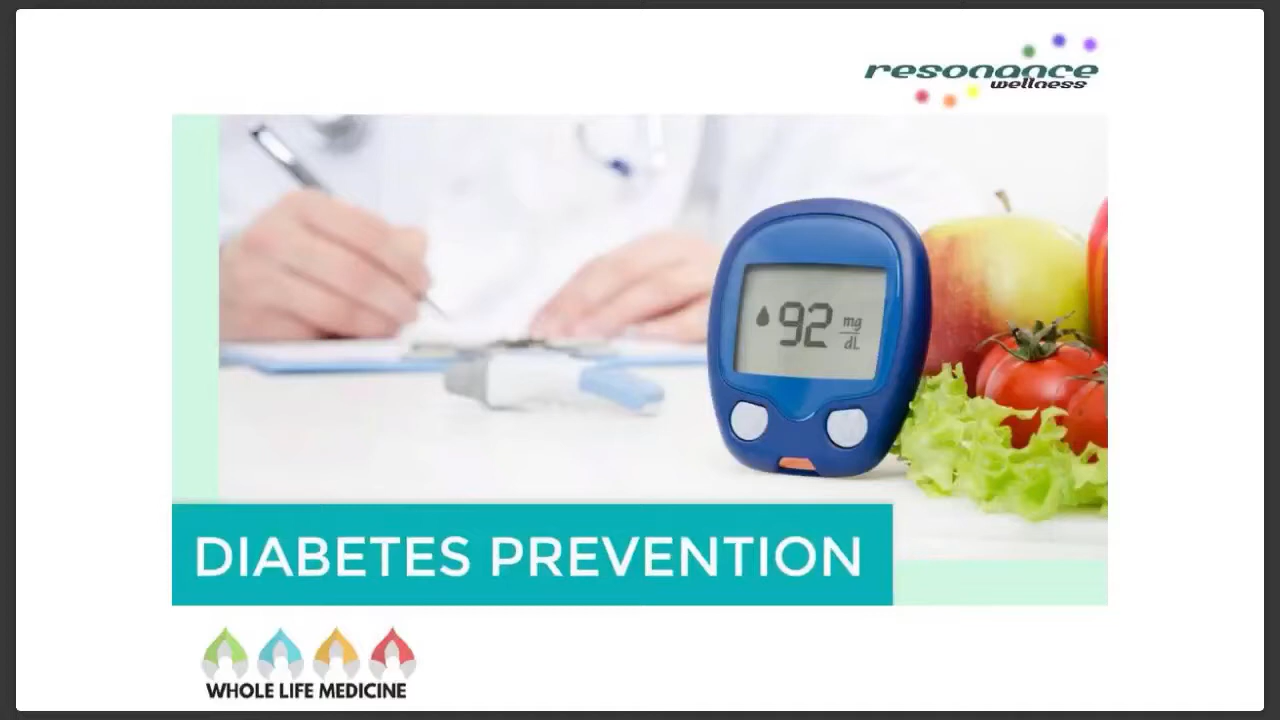 resonance
wellness
92 mg
dL
DIABETES PREVENTION
WHOLE LIFE MEDICINE